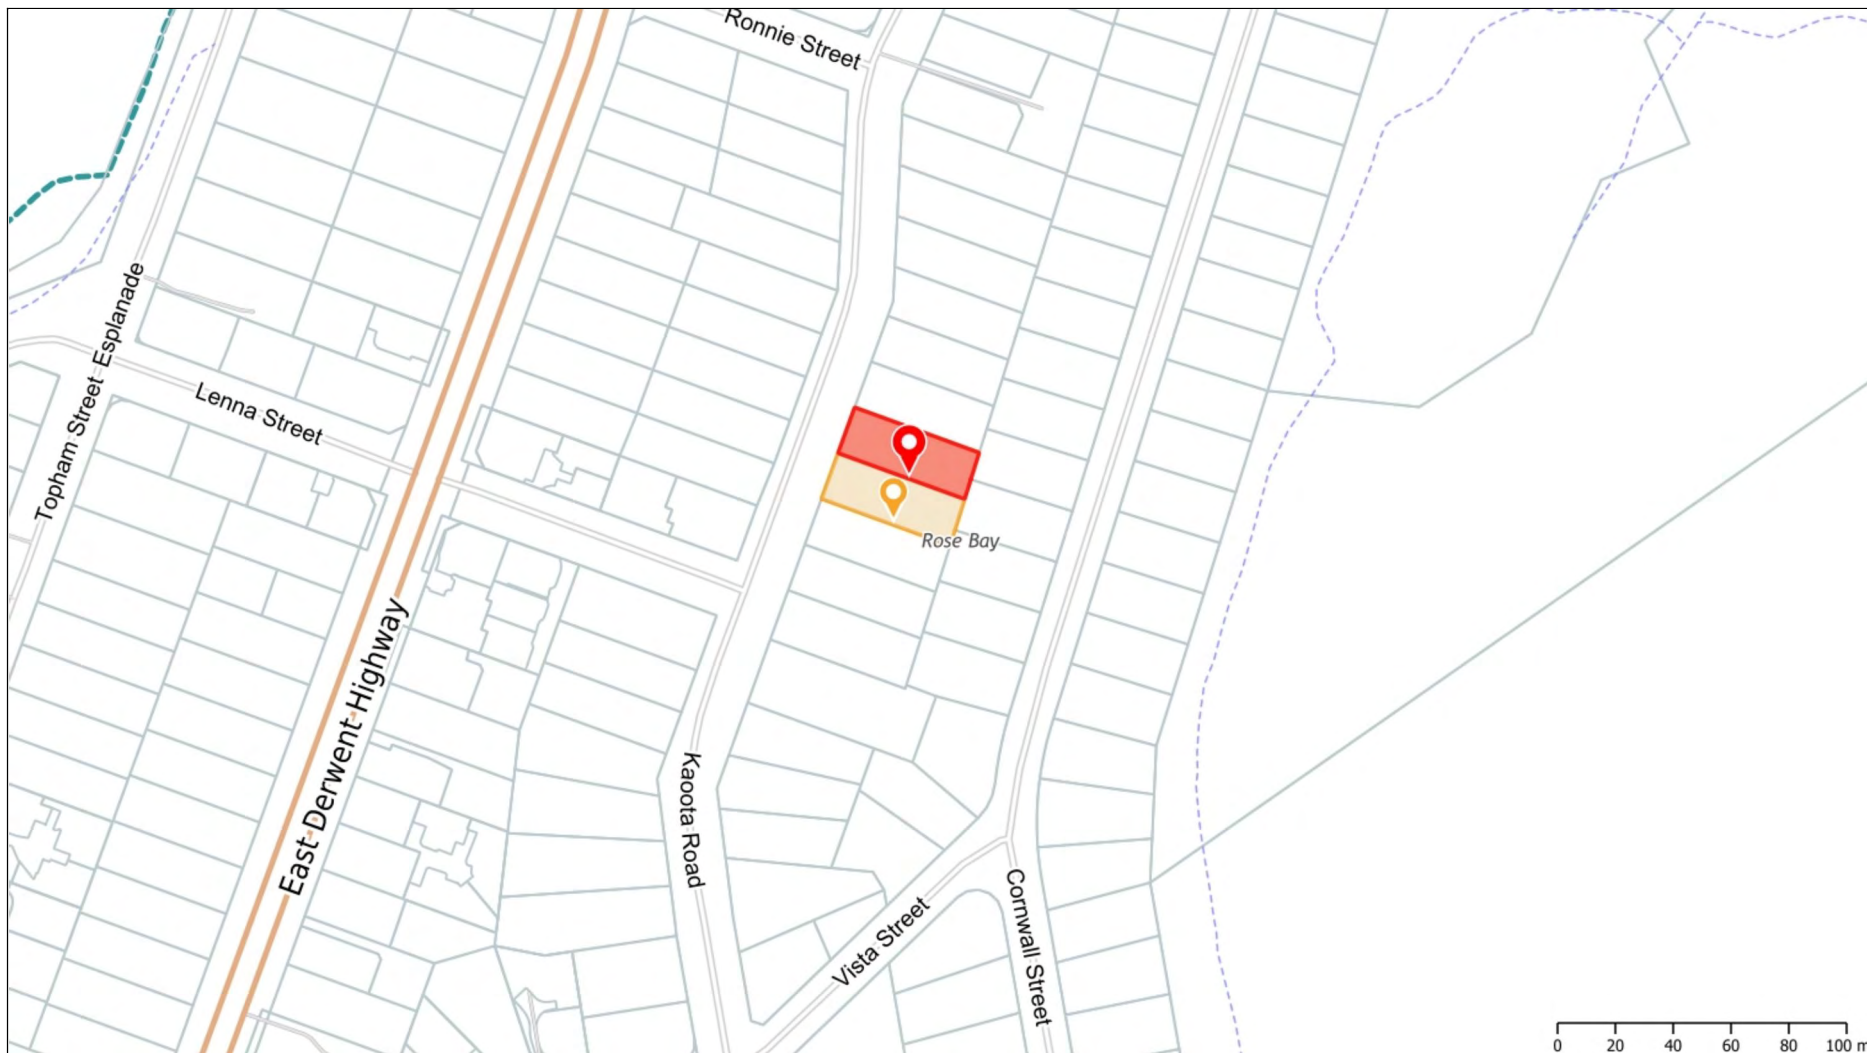 Ronnie Street
Topham Street Esplanade
Lenna Street
Rose Bay
East Derwent Highway
Kaoota Road
Vista Street
Cornwall Street
0 20 40 60 80 100 m